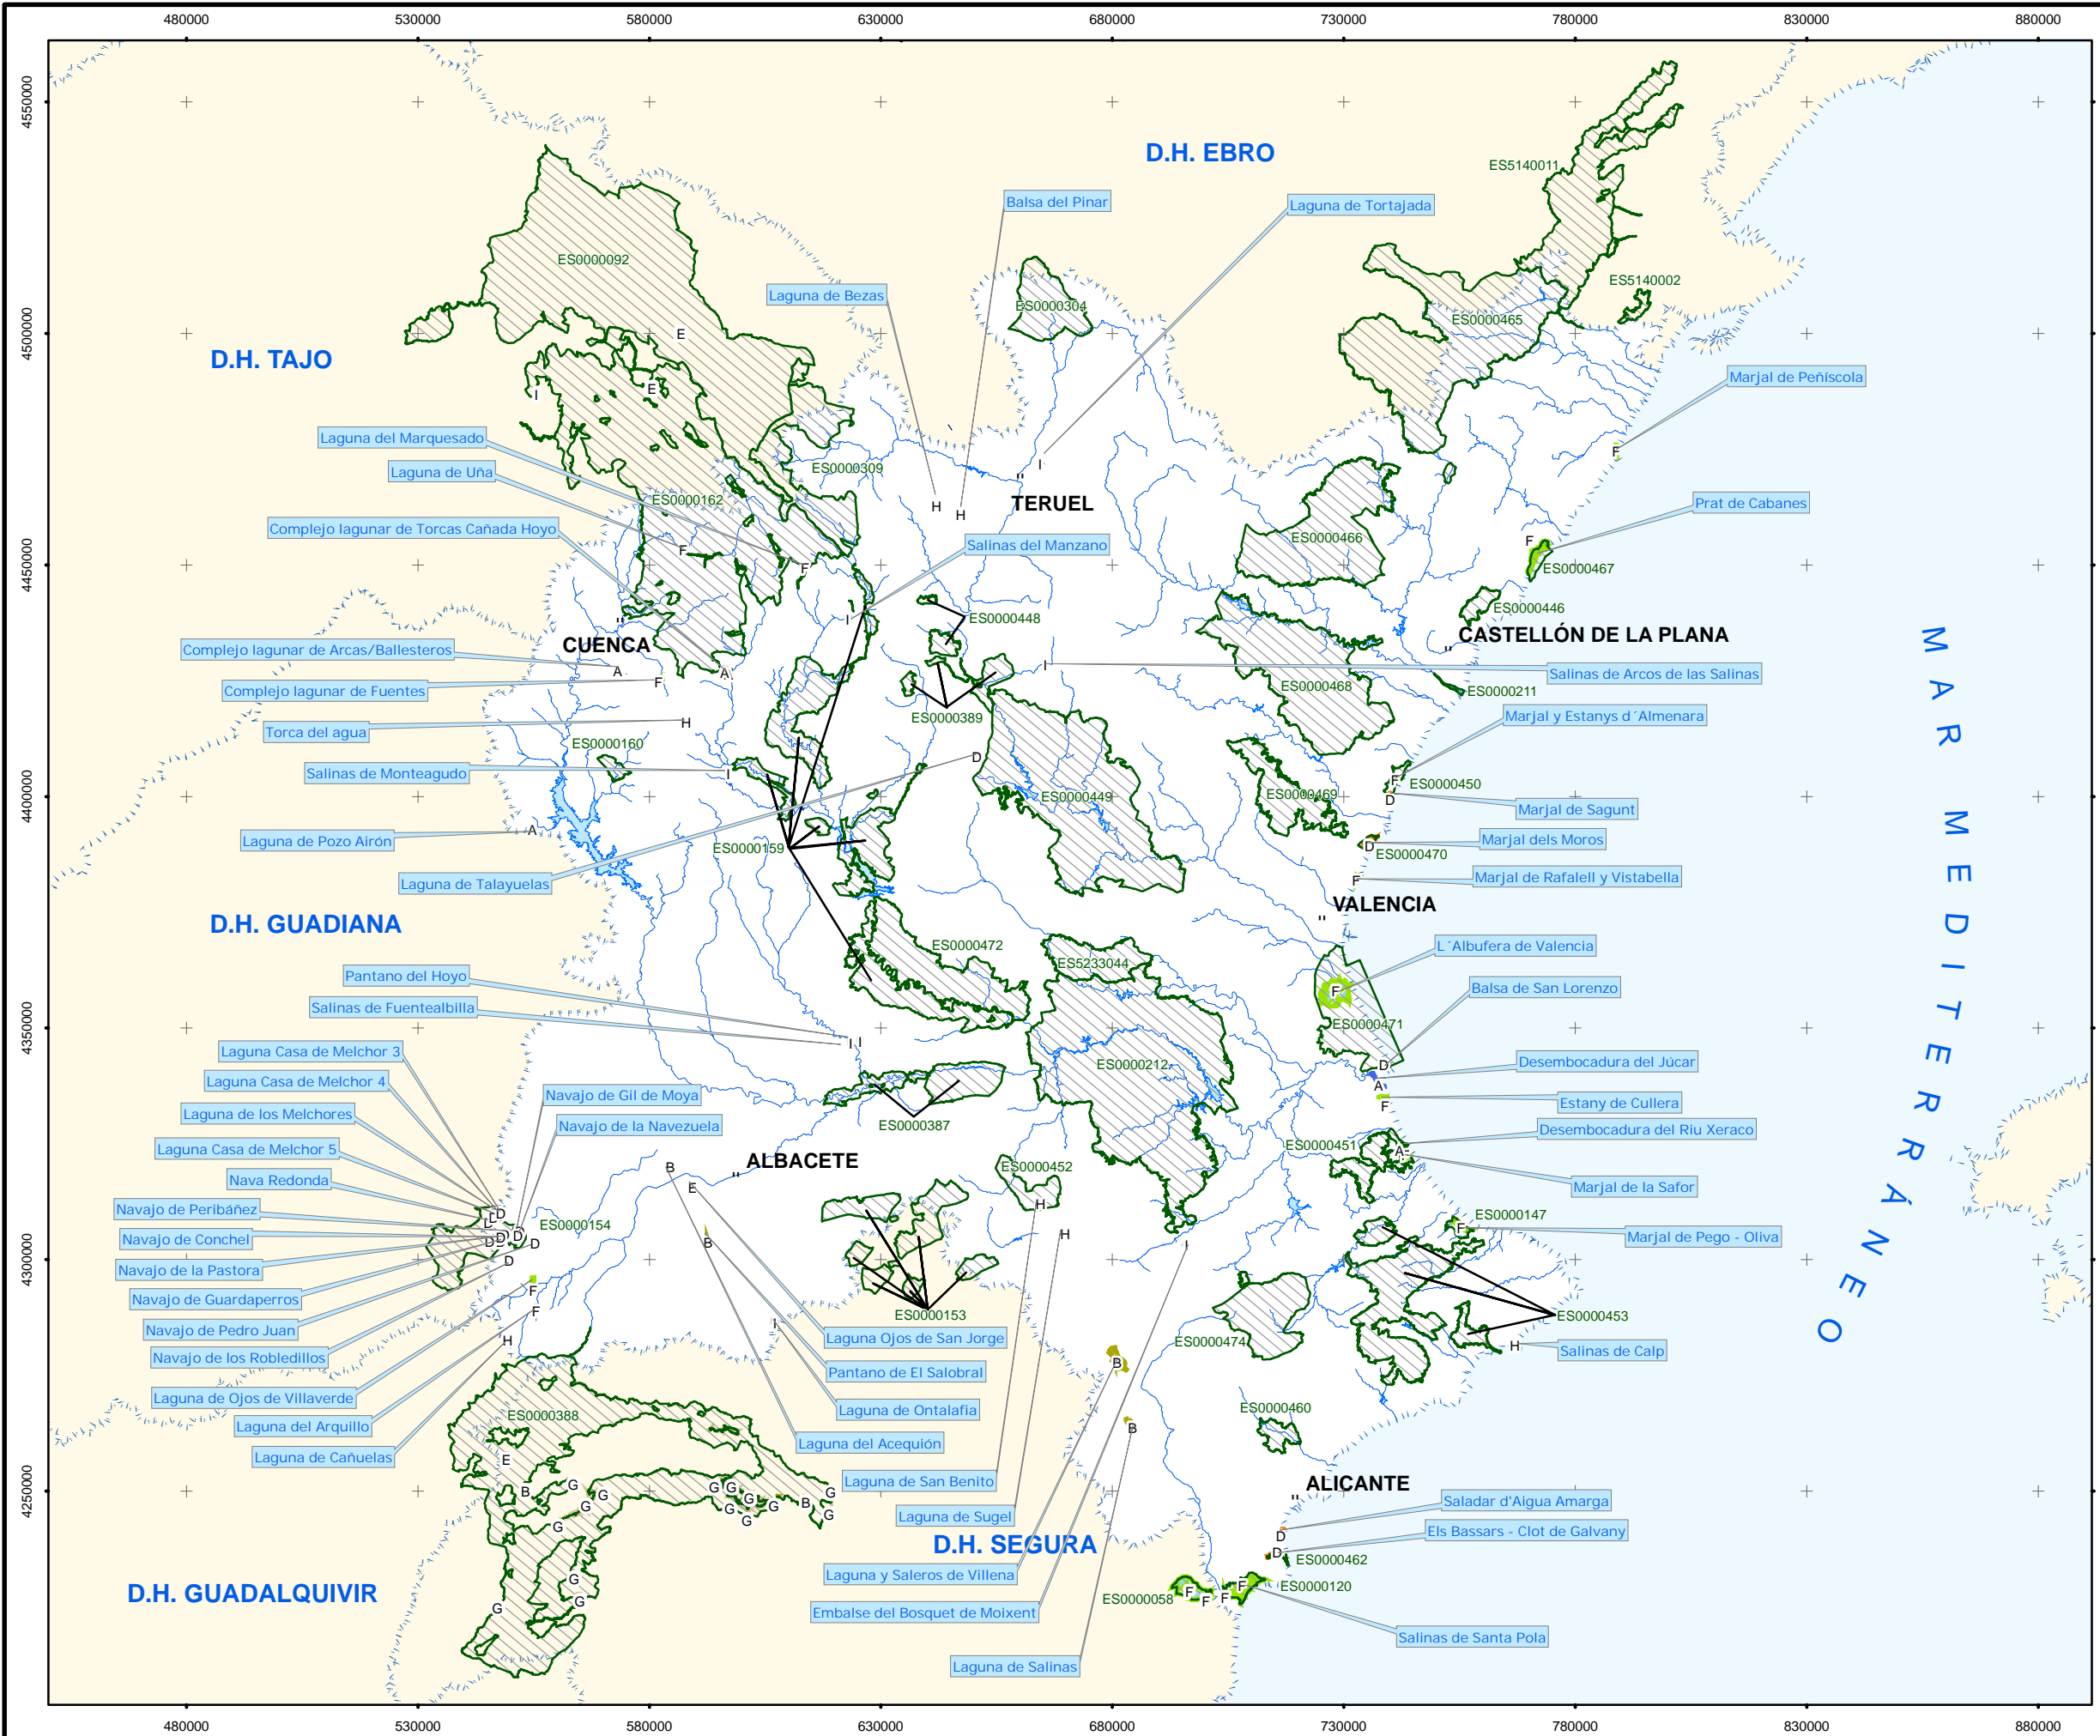 480000 530000 580000 630000 680000 730000 780000 830000 880000
4550000
4500000
4450000
4400000
4350000
4300000
4250000
D.H. EBRO
ES5140011
Balsa del Pinar
Laguna de Tortajada
ES0000092
Laguna de Bezas
ES0000304
ES5140002
ES0000465
E
D.H. TAJO
Marjal de Peñíscola
E
I
Laguna del Marquesado
F
Laguna de Uña
ES0000309
I
ES0000162
Prat de Cabanes
H
H
TERUEL
Complejo lagunar de Torcas Cañada Hoyo
ES0000466
F
Salinas del Manzano
F
F
ES0000467
ES0000446
I
ES0000448
"
CUENCA
CASTELLÓN DE LA PLANA
"
"
Complejo lagunar de Arcas/Ballesteros
A
A
I
Salinas de Arcos de las Salinas
Complejo lagunar de Fuentes
F
ES0000468
ES0000211
ES0000389
Marjal y Estanys d´Almenara
Torca del agua
H
ES0000160
D
Salinas de Monteagudo
I
F
ES0000450
ES0000449
ES0000469
D
Marjal de Sagunt
Laguna de Pozo Airón
A
ES0000159
D
Marjal dels Moros
ES0000470
Laguna de Talayuelas
F
Marjal de Rafalell y Vistabella
VALENCIA
"
D.H. GUADIANA
ES0000472
L´Albufera de Valencia
ES5233044
Pantano del Hoyo
F
Balsa de San Lorenzo
Salinas de Fuentealbilla
ES0000471
I I
Laguna Casa de Melchor 3
ES0000212
D
Desembocadura del Júcar
Laguna Casa de Melchor 4
Navajo de Gil de Moya
A
Estany de Cullera
F
Laguna de los Melchores
Navajo de la Navezuela
ES0000387
Desembocadura del Riu Xeraco
Laguna Casa de Melchor 5
ES0000451
A
F
ALBACETE
"
B
ES0000452
Nava Redonda
E
Marjal de la Safor
Navajo de Peribáñez
D
D
D
H
ES0000147
ES0000154
F
Marjal de Pego - Oliva
Navajo de Conchel
D
D
D
D
D
B
H
I
Navajo de la Pastora
D
Navajo de Guardaperros
F
F
ES0000153
ES0000453
Navajo de Pedro Juan
I
Laguna Ojos de San Jorge
ES0000474
Salinas de Calp
H
H
Navajo de los Robledillos
B
Pantano de El Salobral
Laguna de Ojos de Villaverde
Laguna de Ontalafia
ES0000460
ES0000388
Laguna del Arquillo
B
Laguna del Acequión
Laguna de Cañuelas
E
Laguna de San Benito
ALICANTE
"
B
G
G
G
G
G
G
G
G
G
B
G
G
G
Saladar d'Aigua Amarga
Laguna de Sugel
D
Els Bassars - Clot de Galvany
D.H. SEGURA
D
ES0000462
Laguna y Saleros de Villena
G
G
G
D.H. GUADALQUIVIR
F
F
F
F
ES0000120
ES0000058
Embalse del Bosquet de Moixent
Salinas de Santa Pola
Laguna de Salinas
MAR MEDITERRÁNEO
480000 530000 580000 630000 680000 730000 780000 830000 880000